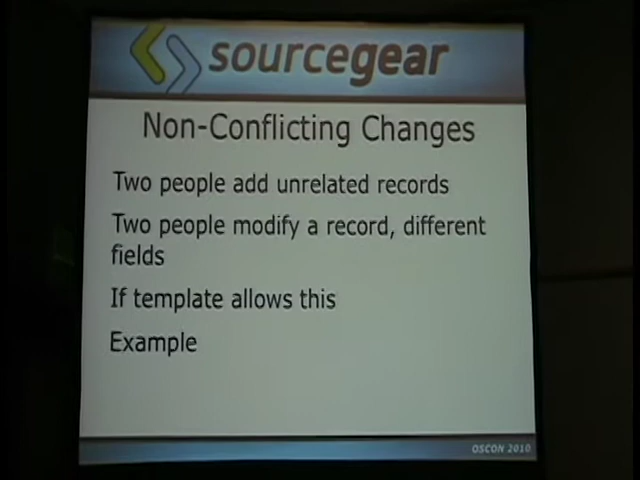 sourcegear
Non-Conflicting Changes
Two people add unrelated records
Two people modify a record, different
fields
If template allows this
Example
OSCON 2010